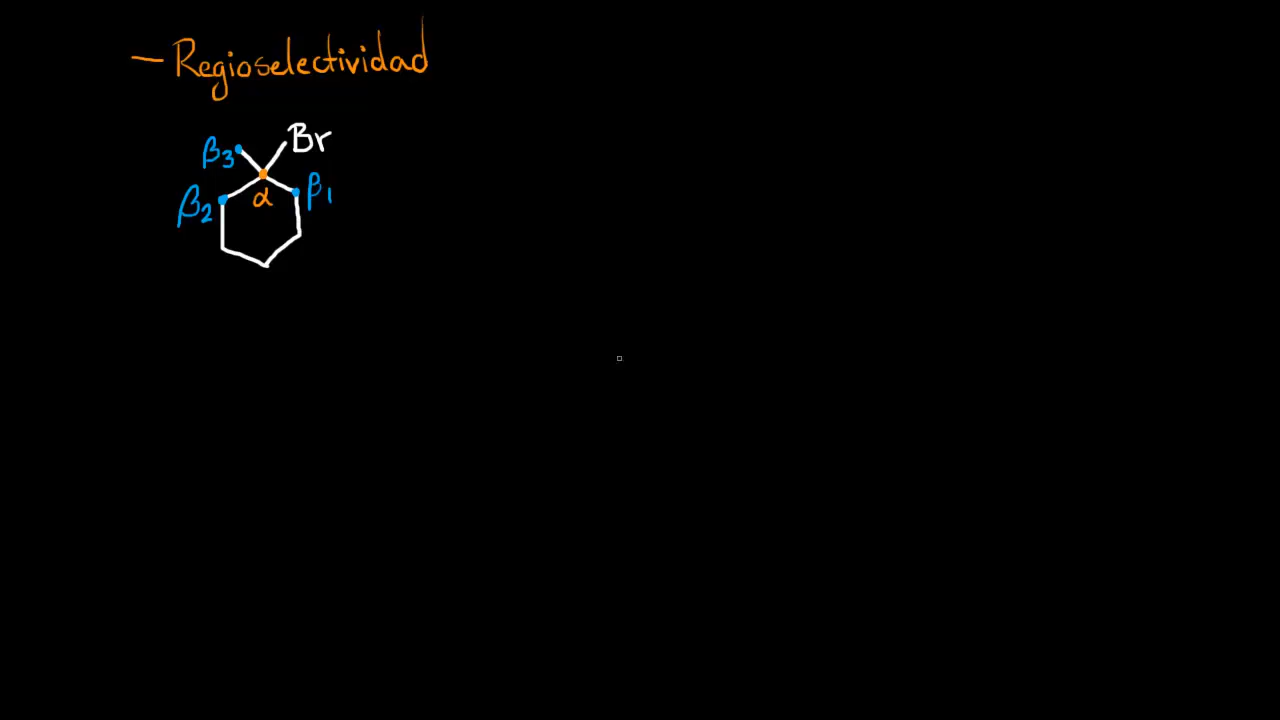 - Regioselectividad
Br
β3
β1
β2
α